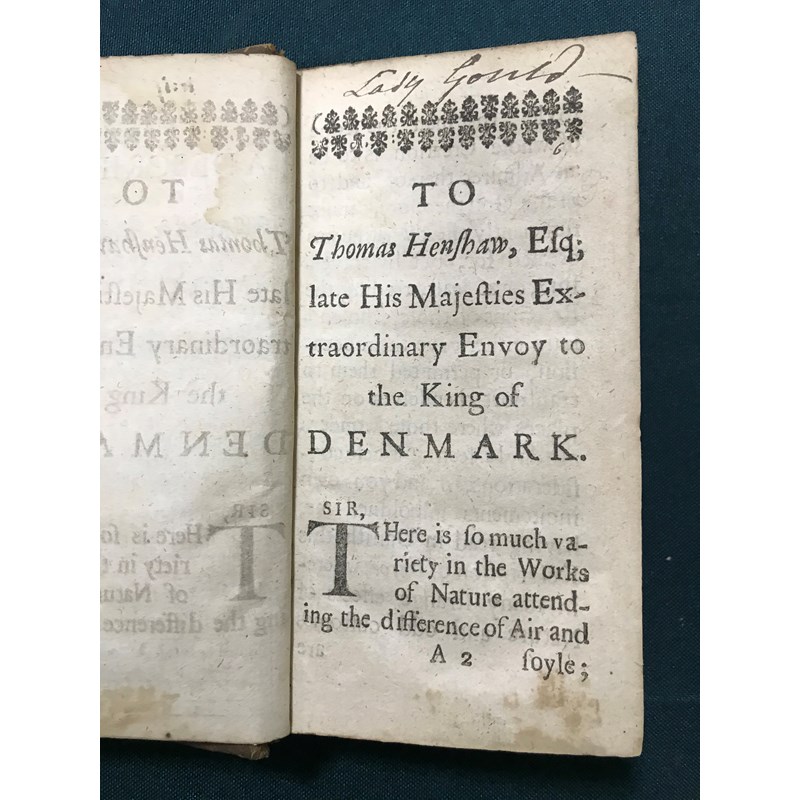 Lady Gould
TO
Thomas Henſhaw, Eſq;
late His Majeſties Ex-
traordinary Envoy to
the King of
DENMARK.
SIR,
THere is ſo much va-
riety in the Works
of Nature attend-
ing the difference of Air and
A 2 ſoyle;